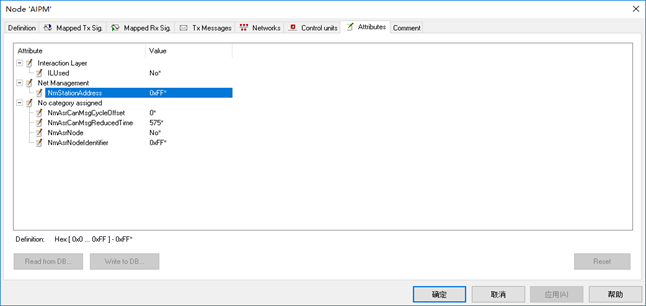 Node 'AIPM'
Definition Mapped Tx Sig. Mapped Rx Sig. Tx Messages Networks Control units Attributes Comment
Attribute Value
Interaction Layer
ILUsed No*
Net Management
NmStationAddress 0xFF*
No category assigned
NmAsrCanMsgCycleOffset 0*
NmAsrCanMsgReducedTime 575*
NmAsrNode No*
NmAsrNodeIdentifier 0xFF*
Definition: Hex [ 0x0 ... 0xFF ] - 0xFF*
Read from DB... Write to DB... Reset
确定 取消 应用(A) 帮助